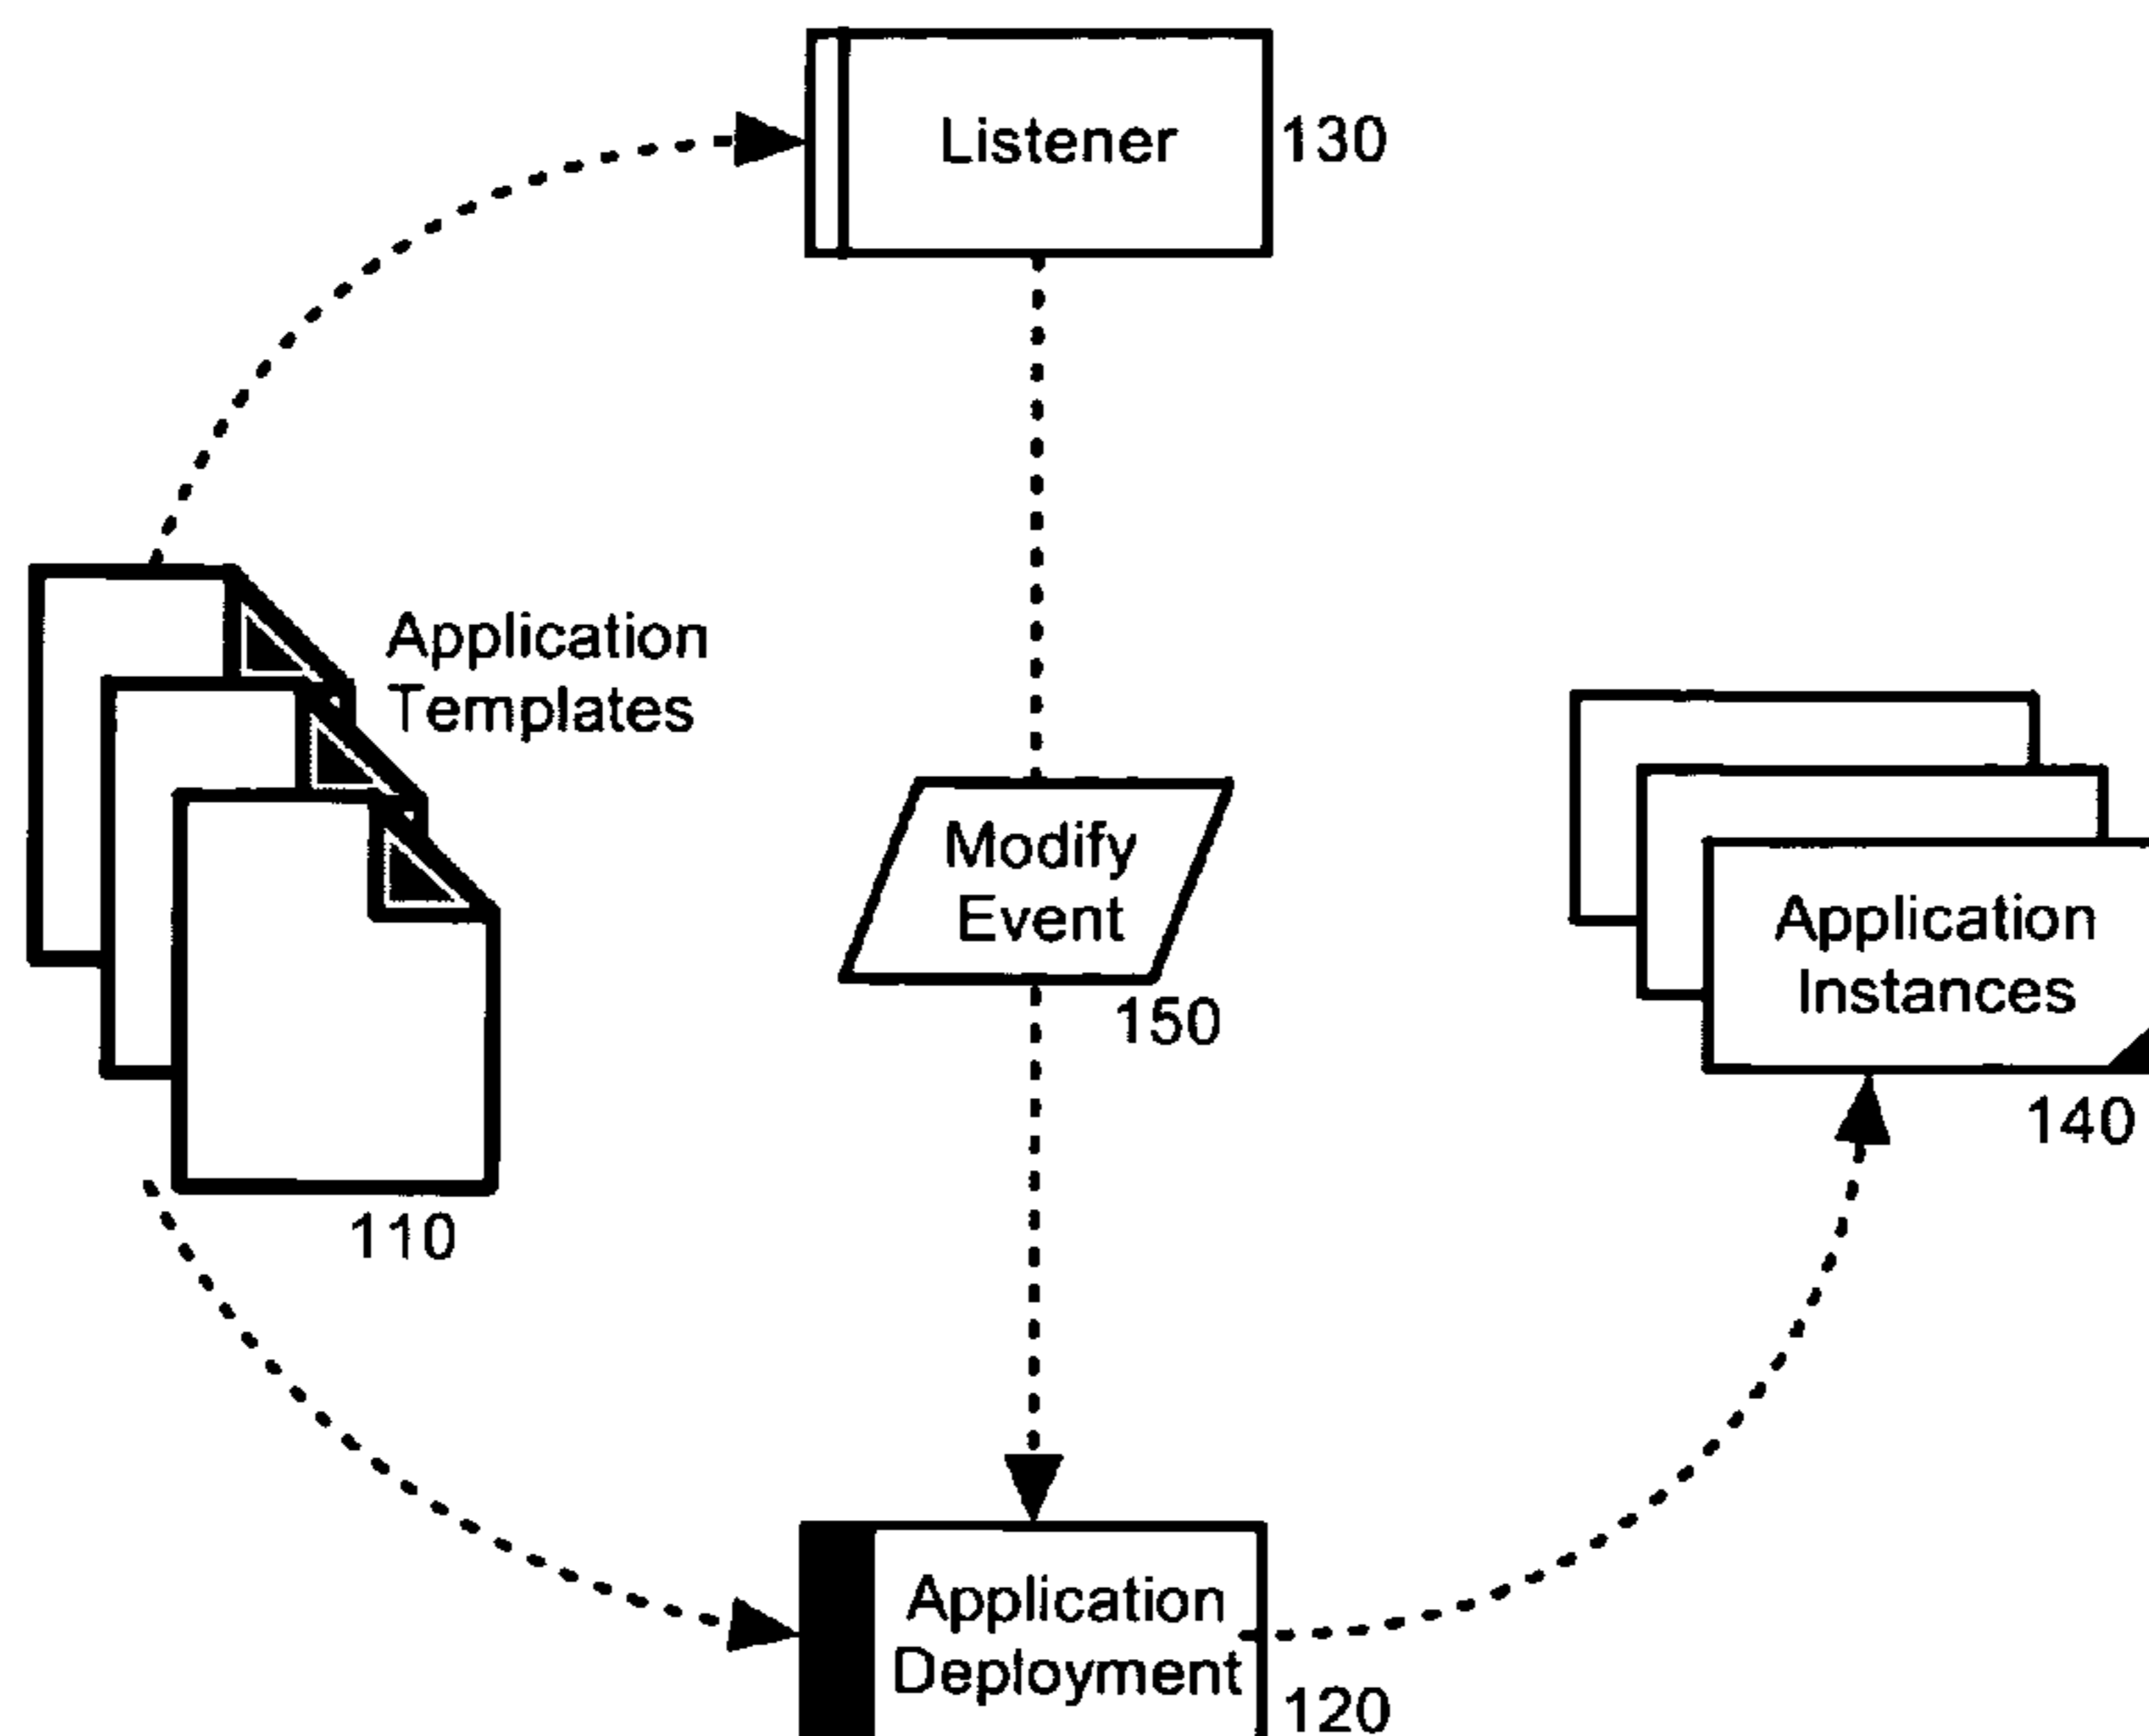 Listener
130
Application
Templates
Modify
Event
150
Application
Instances
140
110
Application
Deployment
120